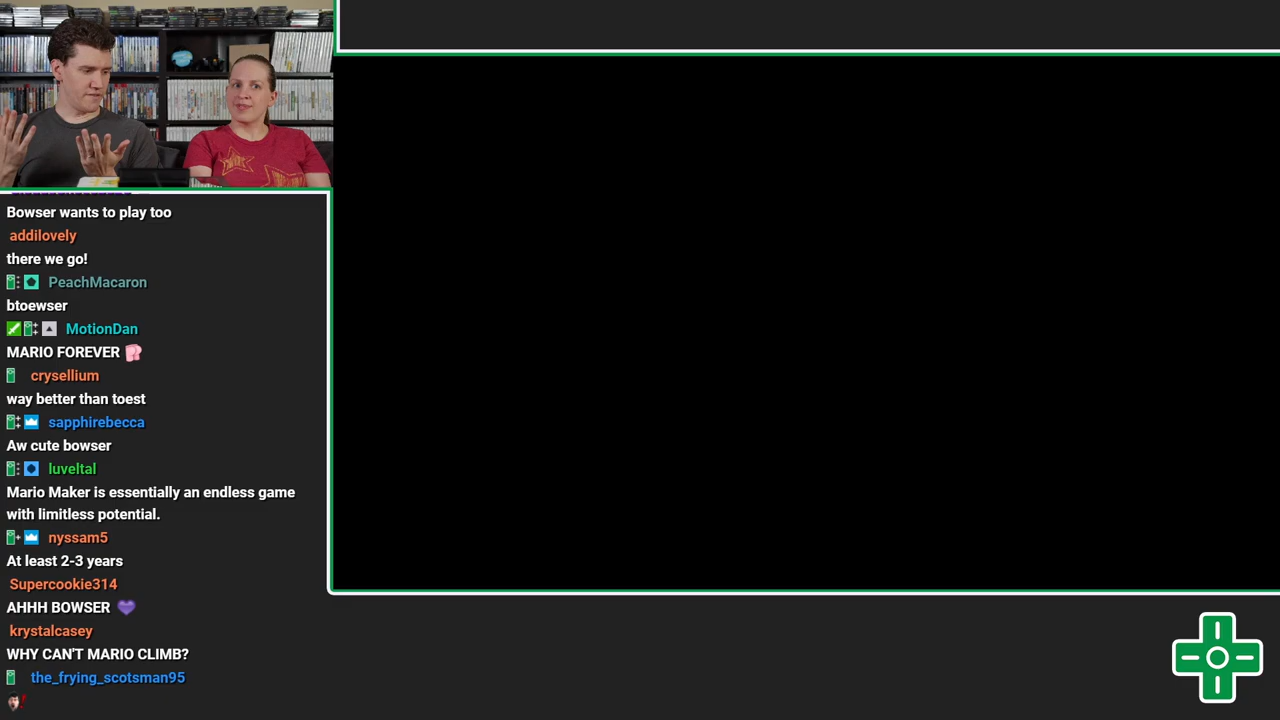 Bowser wants to play too
addilovely
there we go!
PeachMacaron
btoewser
MotionDan
MARIO FOREVER
crysellium
way better than toest
sapphirebecca
Aw cute bowser
luveltal
Mario Maker is essentially an endless game
with limitless potential.
nyssam5
At least 2-3 years
Supercookie314
AHHH BOWSER
krystalcasey
WHY CAN'T MARIO CLIMB?
the_frying_scotsman95